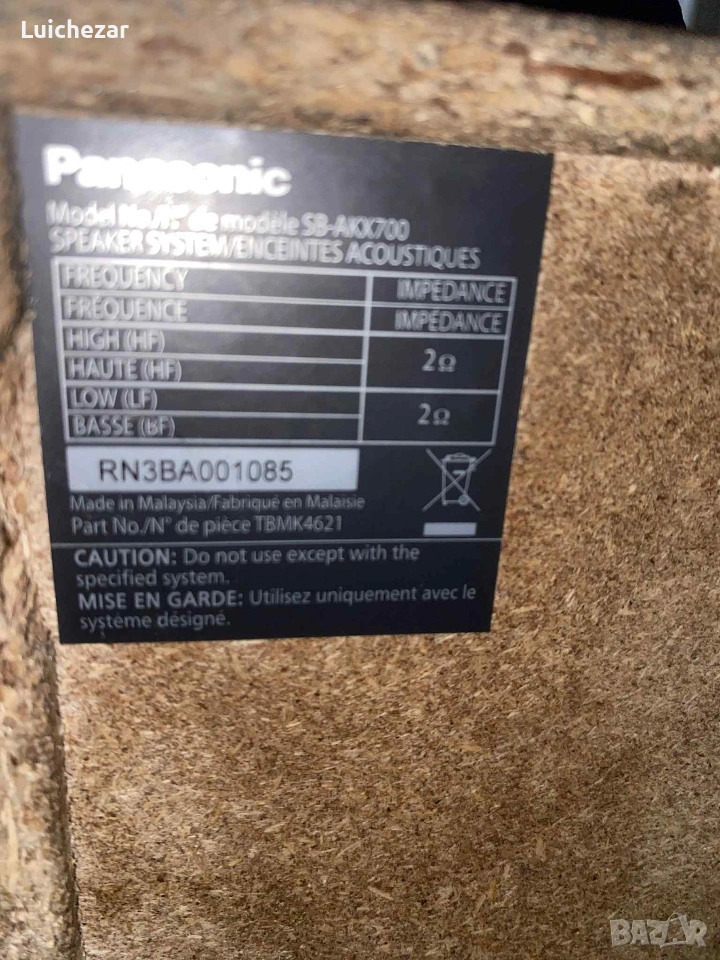 Luichezar
Panasonic
Model No./N° de modèle SB-AKX700
SPEAKER SYSTEM/ENCEINTES ACOUSTIQUES
FREQUENCY IMPEDANCE
FRÉQUENCE IMPÉDANCE
HIGH (HF) 2Ω
HAUTE (HF)
LOW (LF) 2Ω
BASSE (BF)
RN3BA001085
Made in Malaysia/Fabriqué en Malaisie
Part No./N° de pièce TBMK4621
CAUTION: Do not use except with the
specified system.
MISE EN GARDE: Utilisez uniquement avec le
système désigné.
BAZAR